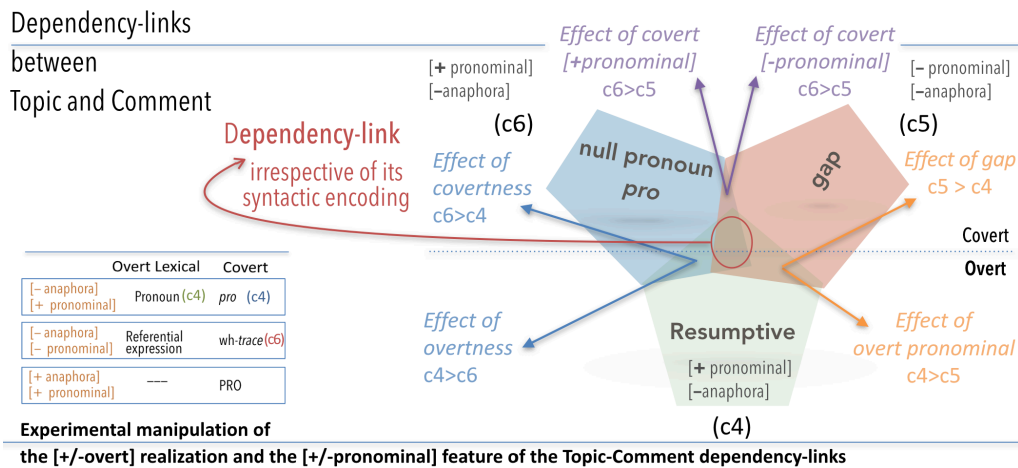 Dependency-links
between
Topic and Comment
Effect of covert
[+pronominal]
c6>c5
Effect of covert
[-pronominal]
c6>c5
[+ pronominal]
[–anaphora]
(c6)
[– pronominal]
[–anaphora]
(c5)
Dependency-link
irrespective of its
syntactic encoding
Effect of
covertness
c6>c4
null pronoun
pro
gap
Effect of gap
c5 > c4
Covert
Overt
Overt Lexical Covert
[– anaphora]
[+ pronominal]
Pronoun (c4) pro (c4)
[– anaphora]
[– pronominal]
Referential
expression
wh-trace(c6)
[+ anaphora]
[+ pronominal]
––– PRO
Effect of
overtness
c4>c6
Resumptive
[+ pronominal]
[–anaphora]
(c4)
Effect of
overt pronominal
c4>c5
Experimental manipulation of
the [+/-overt] realization and the [+/-pronominal] feature of the Topic-Comment dependency-links